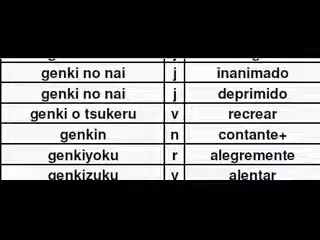 genki no nai j inanimado
genki no nai j deprimido
genki o tsukeru v recrear
genkin n contante+
genkiyoku r alegremente
genkizuku v alentar